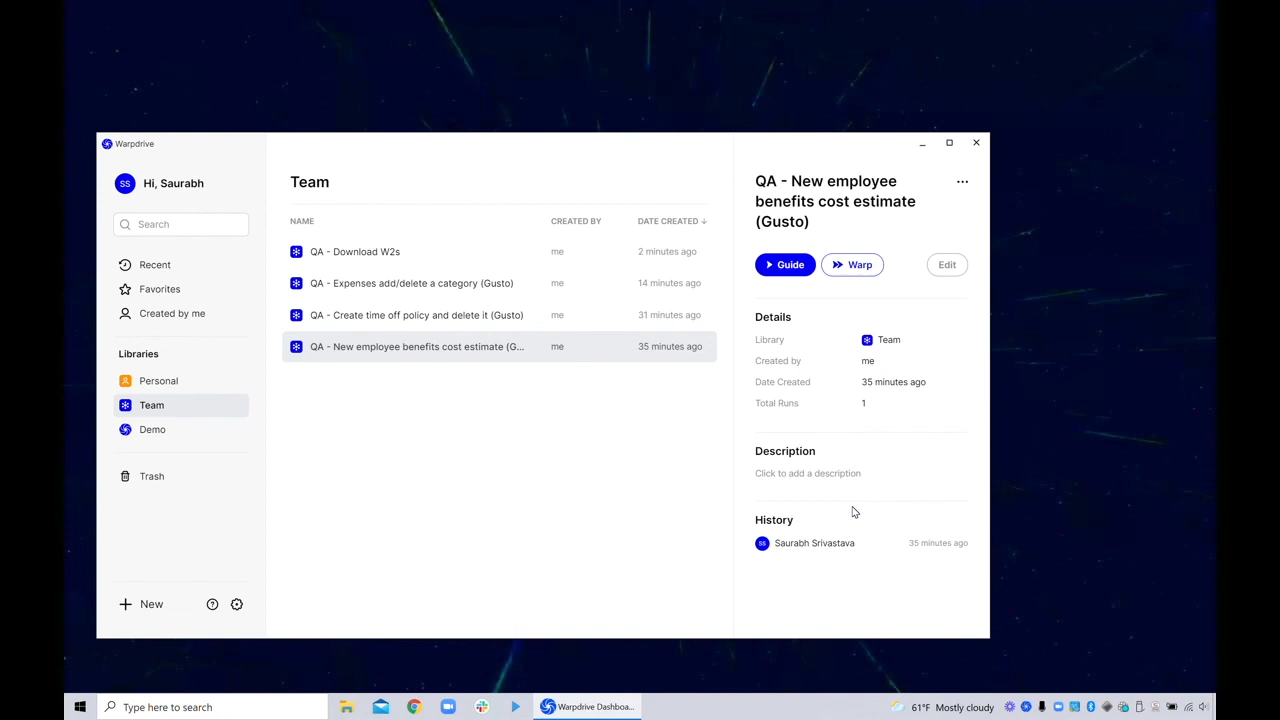 Warpdrive
SS Hi, Saurabh
Search
Recent
Favorites
Created by me
Libraries
Personal
Team
Demo
Trash
New
Team
NAME CREATED BY DATE CREATED
QA - Download W2s me 2 minutes ago
QA - Expenses add/delete a category (Gusto) me 14 minutes ago
QA - Create time off policy and delete it (Gusto) me 31 minutes ago
QA - New employee benefits cost estimate (G... me 35 minutes ago
QA - New employee
benefits cost estimate
(Gusto)
Guide Warp Edit
Details
Library Team
Created by me
Date Created 35 minutes ago
Total Runs 1
Description
Click to add a description
History
SS Saurabh Srivastava 35 minutes ago
Type here to search Warpdrive Dashboa... 61°F Mostly cloudy